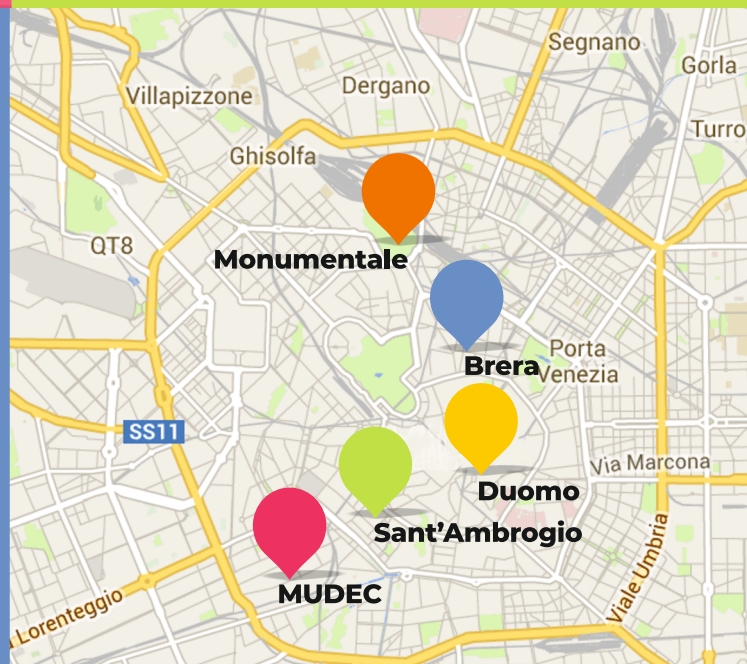 Segnano
Gorla
Dergano
Villapizzone
Turro
Ghisolfa
QT8
Monumentale
Porta
Venezia
Brera
SS11
Via Marcona
Duomo
Sant’Ambrogio
Viale Umbria
MUDEC
Lorenteggio